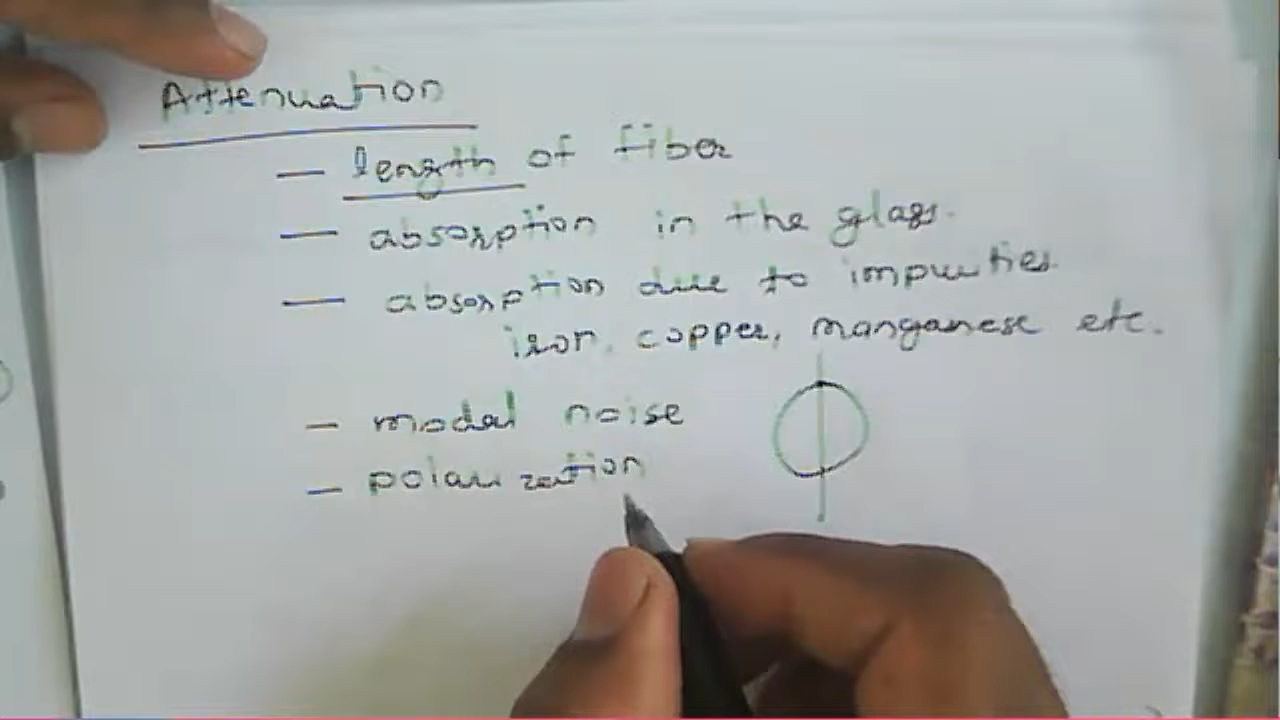 Attenuation
— length of fiber
— absorption in the glass.
— absorption due to impurities.
iron, copper, manganese etc.
– modal noise
– polarization